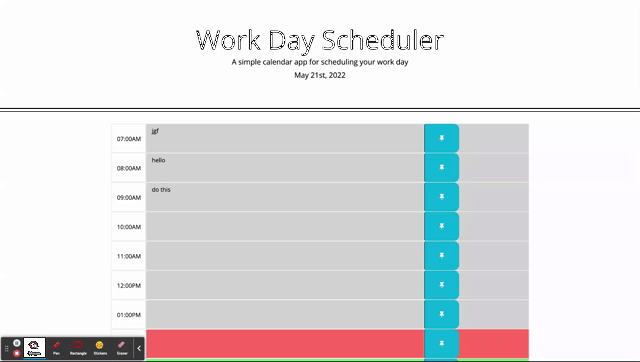 Work Day Scheduler
A simple calendar app for scheduling your work day
May 21st, 2022
07:00AM jgf
08:00AM hello
09:00AM do this
10:00AM
11:00AM
12:00PM
01:00PM
Pen Rectangle Stickers Eraser